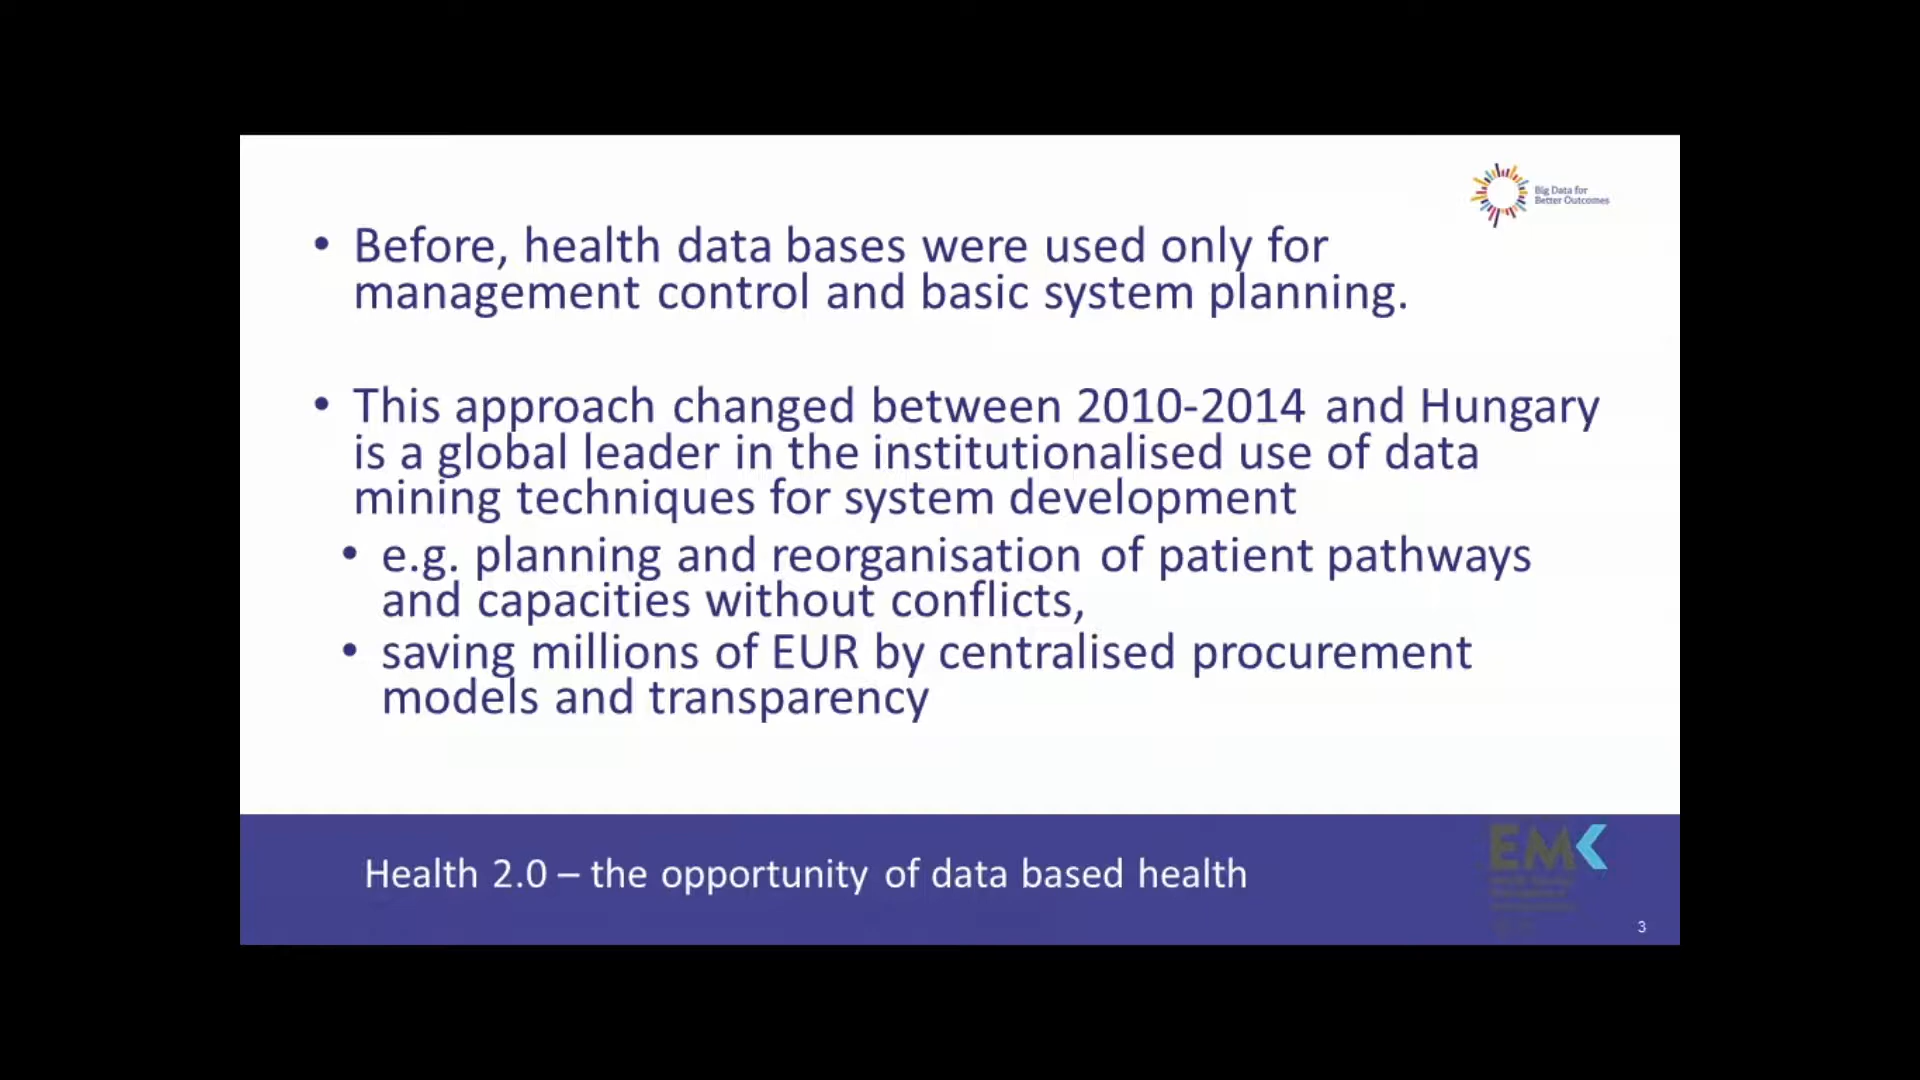 Big Data for
Better Outcomes
• Before, health data bases were used only for
management control and basic system planning.
• This approach changed between 2010-2014 and Hungary
is a global leader in the institutionalised use of data
mining techniques for system development
• e.g. planning and reorganisation of patient pathways
and capacities without conflicts,
• saving millions of EUR by centralised procurement
models and transparency
Health 2.0 – the opportunity of data based health
EMK
3